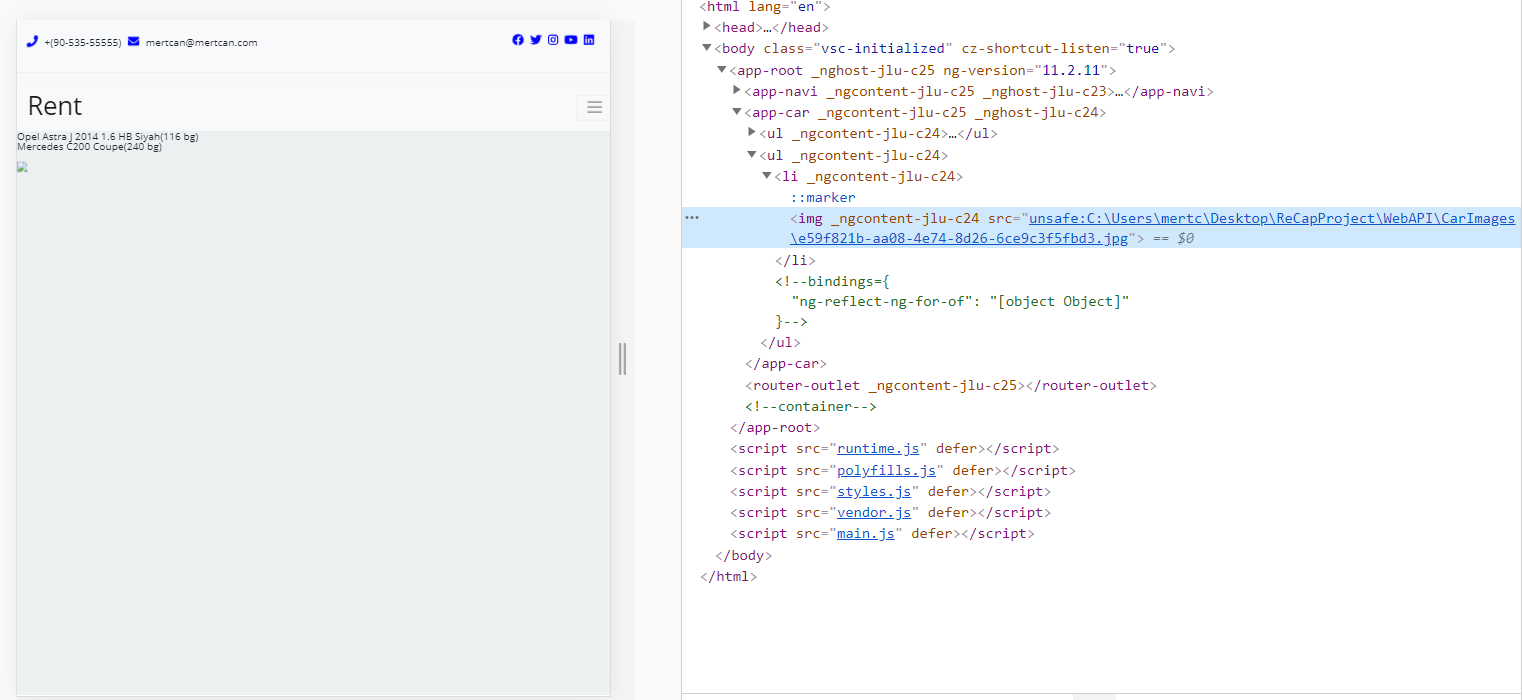 +(90-535-55555) mertcan@mertcan.com
Rent
Opel Astra J 2014 1.6 HB Siyah(116 bg)
Mercedes C200 Coupe(240 bg)
<html lang="en">
<head>…</head>
<body class="vsc-initialized" cz-shortcut-listen="true">
<app-root _nghost-jlu-c25 ng-version="11.2.11">
<app-navi _ngcontent-jlu-c25 _nghost-jlu-c23>…</app-navi>
<app-car _ngcontent-jlu-c25 _nghost-jlu-c24>
<ul _ngcontent-jlu-c24>…</ul>
<ul _ngcontent-jlu-c24>
<li _ngcontent-jlu-c24>
::marker
<img _ngcontent-jlu-c24 src="unsafe:C:\Users\mertc\Desktop\ReCapProject\WebAPI\CarImages
\e59f821b-aa08-4e74-8d26-6ce9c3f5fbd3.jpg"> == $0
</li>
<!--bindings={
"ng-reflect-ng-for-of": "[object Object]"
}-->
</ul>
</app-car>
<router-outlet _ngcontent-jlu-c25></router-outlet>
<!--container-->
</app-root>
<script src="runtime.js" defer></script>
<script src="polyfills.js" defer></script>
<script src="styles.js" defer></script>
<script src="vendor.js" defer></script>
<script src="main.js" defer></script>
</body>
</html>